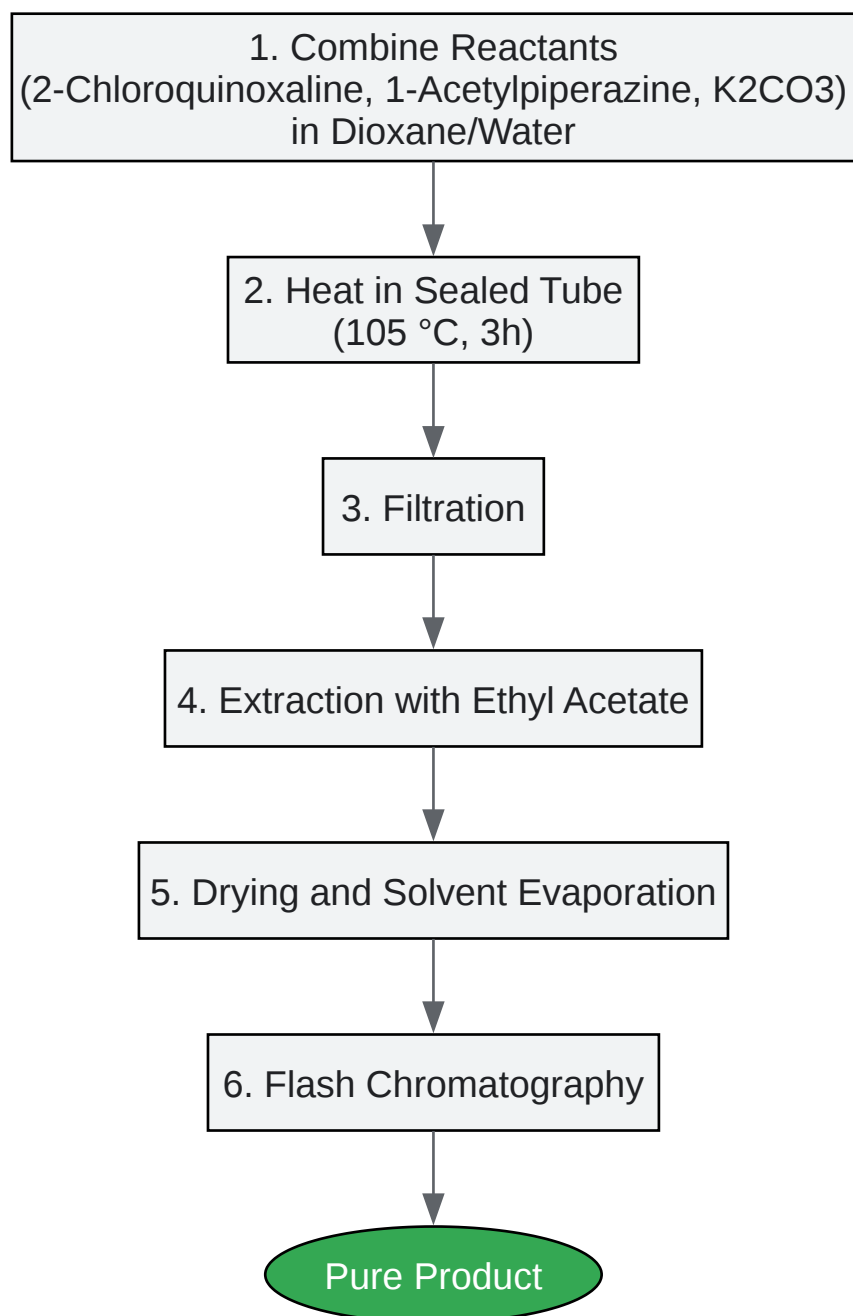 1. Combine Reactants
(2-Chloroquinoxaline, 1-Acetylpiperazine, K2CO3)
in Dioxane/Water
2. Heat in Sealed Tube
(105 °C, 3h)
3. Filtration
4. Extraction with Ethyl Acetate
5. Drying and Solvent Evaporation
6. Flash Chromatography
Pure Product